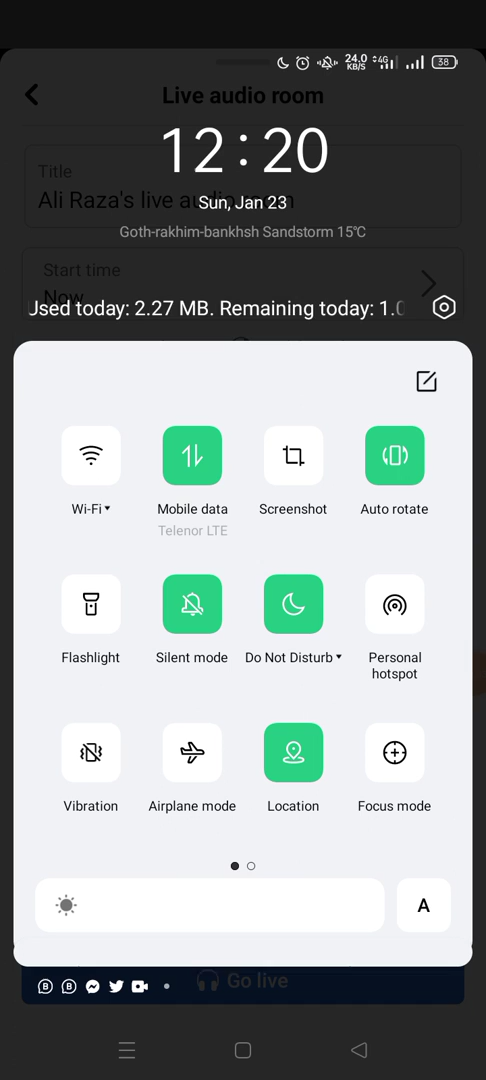 24.0
KB/S
4G
38
Live audio room
12:20
Title
Ali Raza's live audio room
Sun, Jan 23
Goth-rakhim-bankhsh Sandstorm 15℃
Start time
Now
Used today: 2.27 MB. Remaining today: 1.0
Wi-Fi
Mobile data
Telenor LTE
Screenshot
Auto rotate
Flashlight
Silent mode
Do Not Disturb
Personal
hotspot
Vibration
Airplane mode
Location
Focus mode
A
Go live